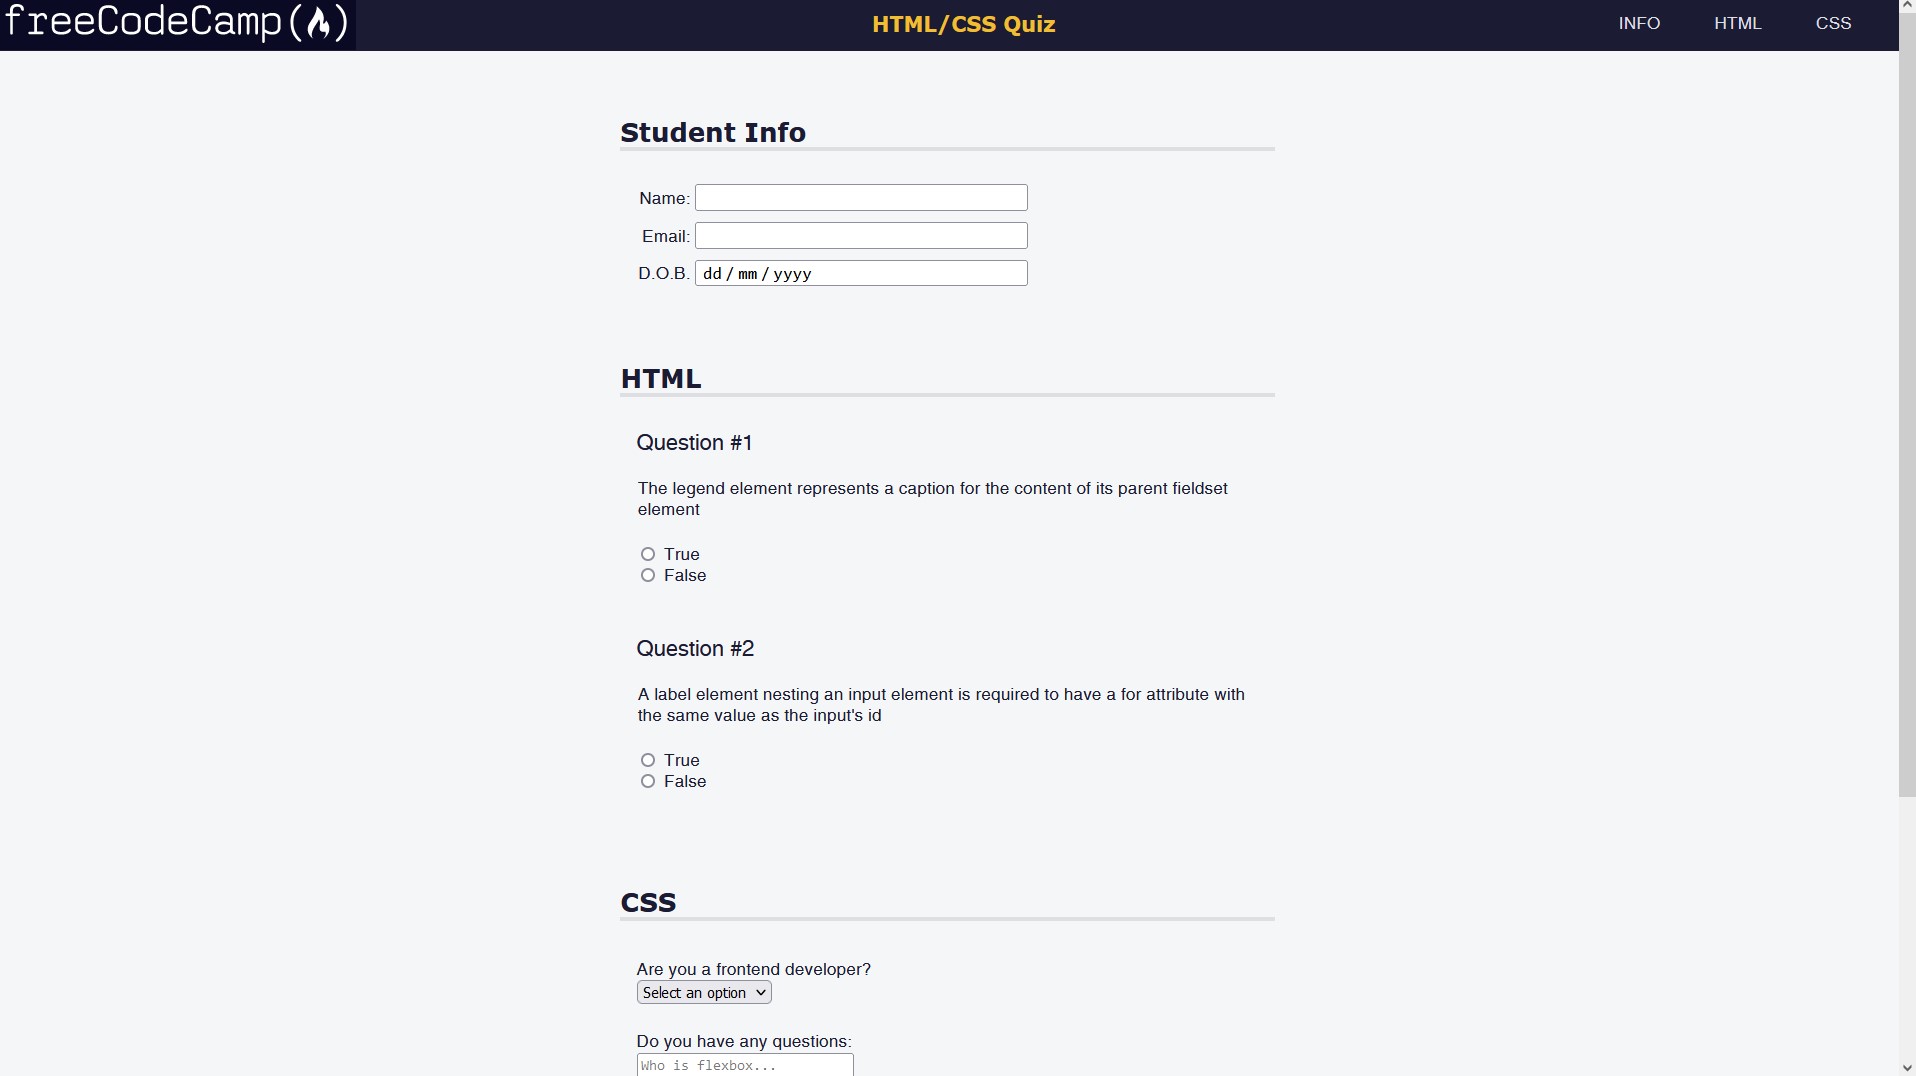 freeCodeCamp(🔥)
HTML/CSS Quiz
INFO
HTML
CSS
Student Info
Name:
Email:
D.O.B. dd / mm / yyyy
HTML
Question #1
The legend element represents a caption for the content of its parent fieldset
element
True
False
Question #2
A label element nesting an input element is required to have a for attribute with
the same value as the input's id
True
False
CSS
Are you a frontend developer?
Select an option
Do you have any questions:
Who is flexbox...